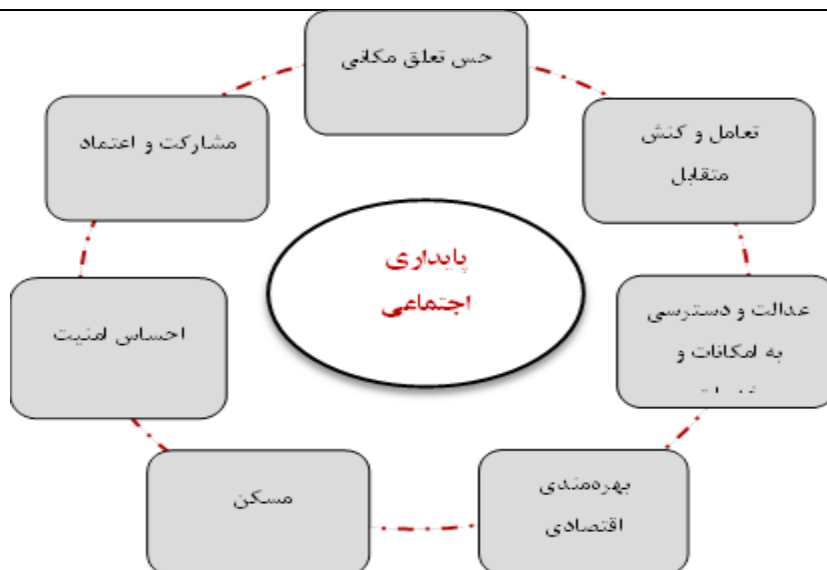 حس تعلق مکانی
تعامل و کنش
متقابل
مشارکت و اعتماد
پایداری
اجتماعی
عدالت و دسترسی
به امکانات و
احساس امنیت
بهره‌مندی
اقتصادی
مسکن